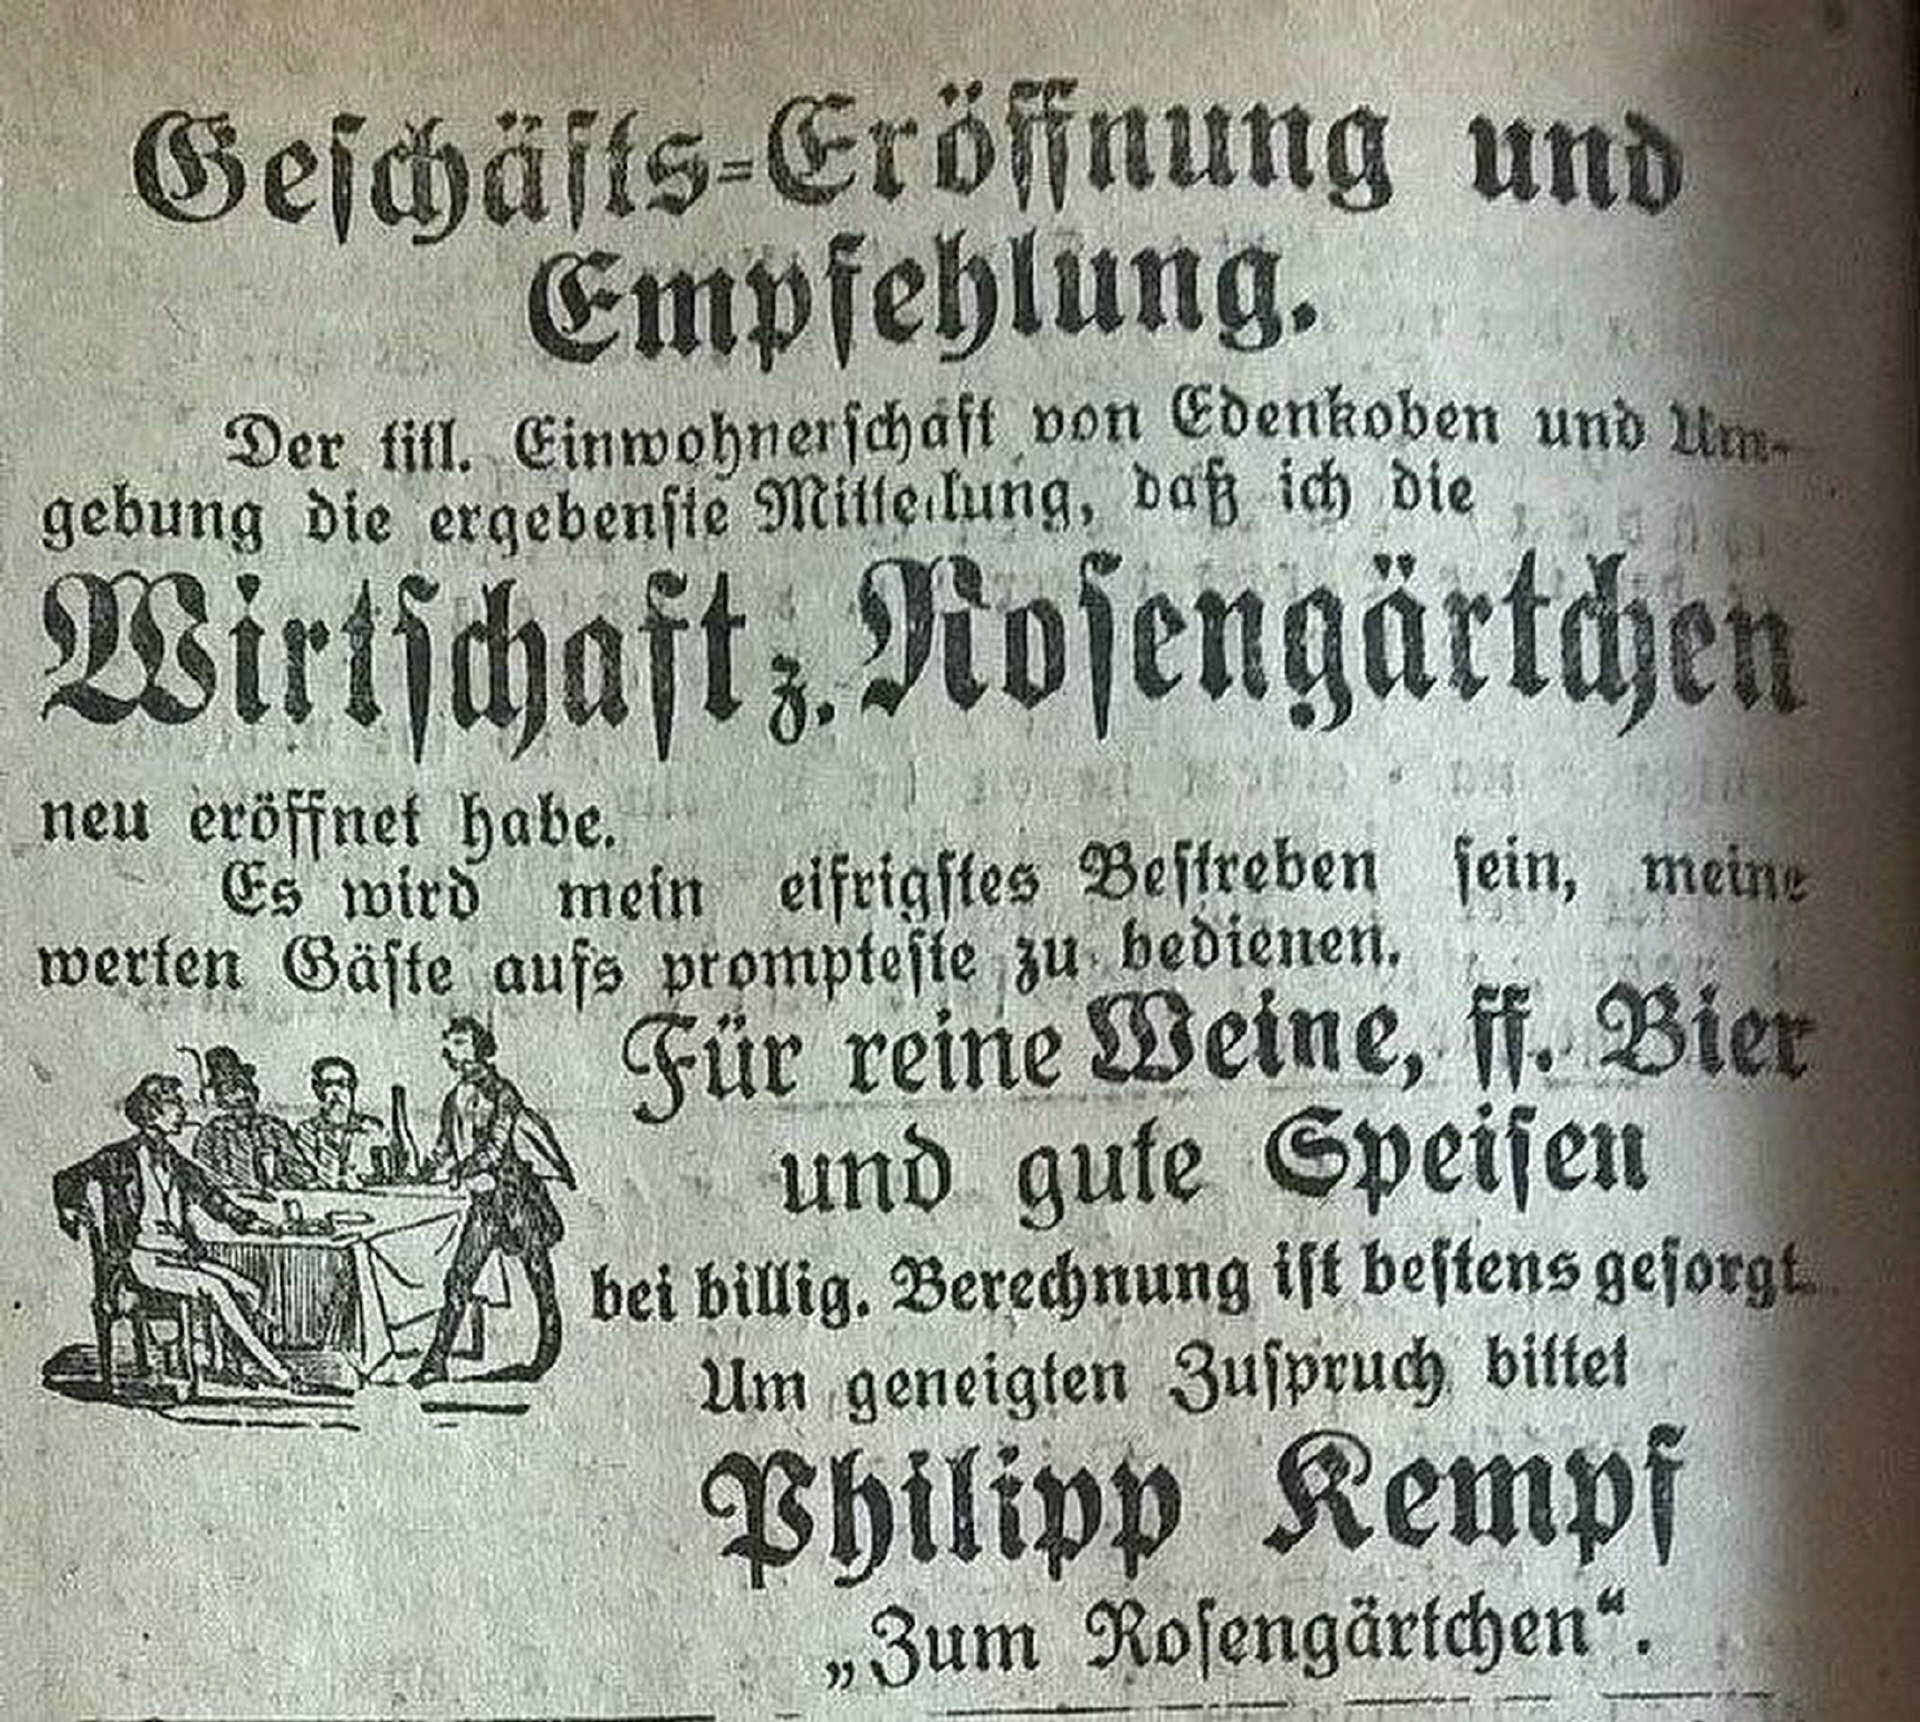 Geschäfts=Eröffnung und
Empfehlung.
Der titl. Einwohnerschaft von Edenkoben und Um-
gebung die ergebenste Mitteilung, daß ich die
Wirtschaft z. Rosengärtchen
neu eröffnet habe.
Es wird mein eifrigstes Bestreben sein, meine
werten Gäste aufs prompteste zu bedienen.
Für reine Weine, ff. Bier
und gute Speisen
bei billig. Berechnung ist bestens gesorgt.
Um geneigten Zuspruch bittet
Philipp Kempf
„Zum Rosengärtchen“.